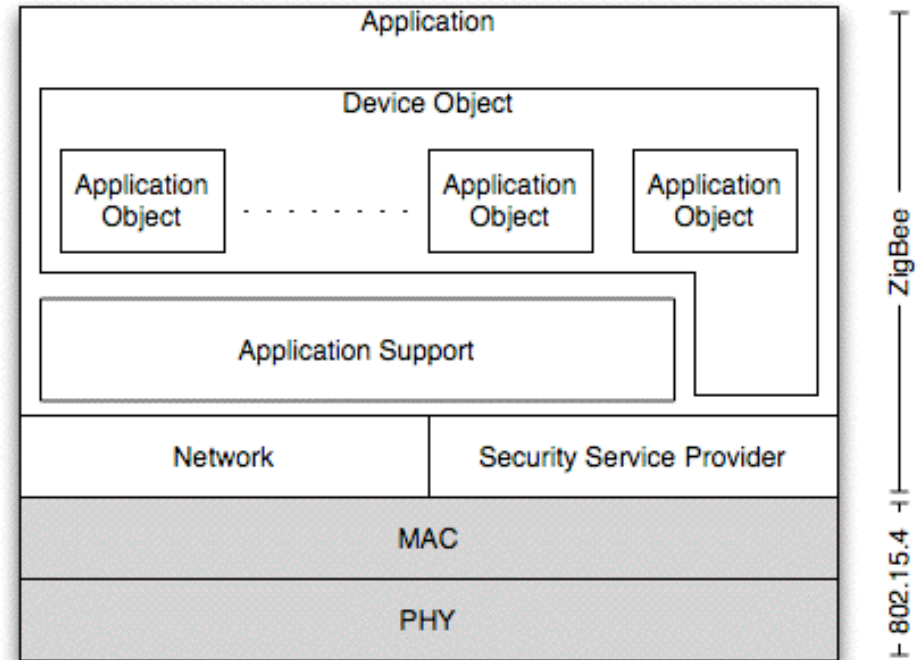 Application
Device Object
Application
Object
Application
Object
Application
Object
Application Support
Network
Security Service Provider
MAC
PHY
ZigBee
802.15.4